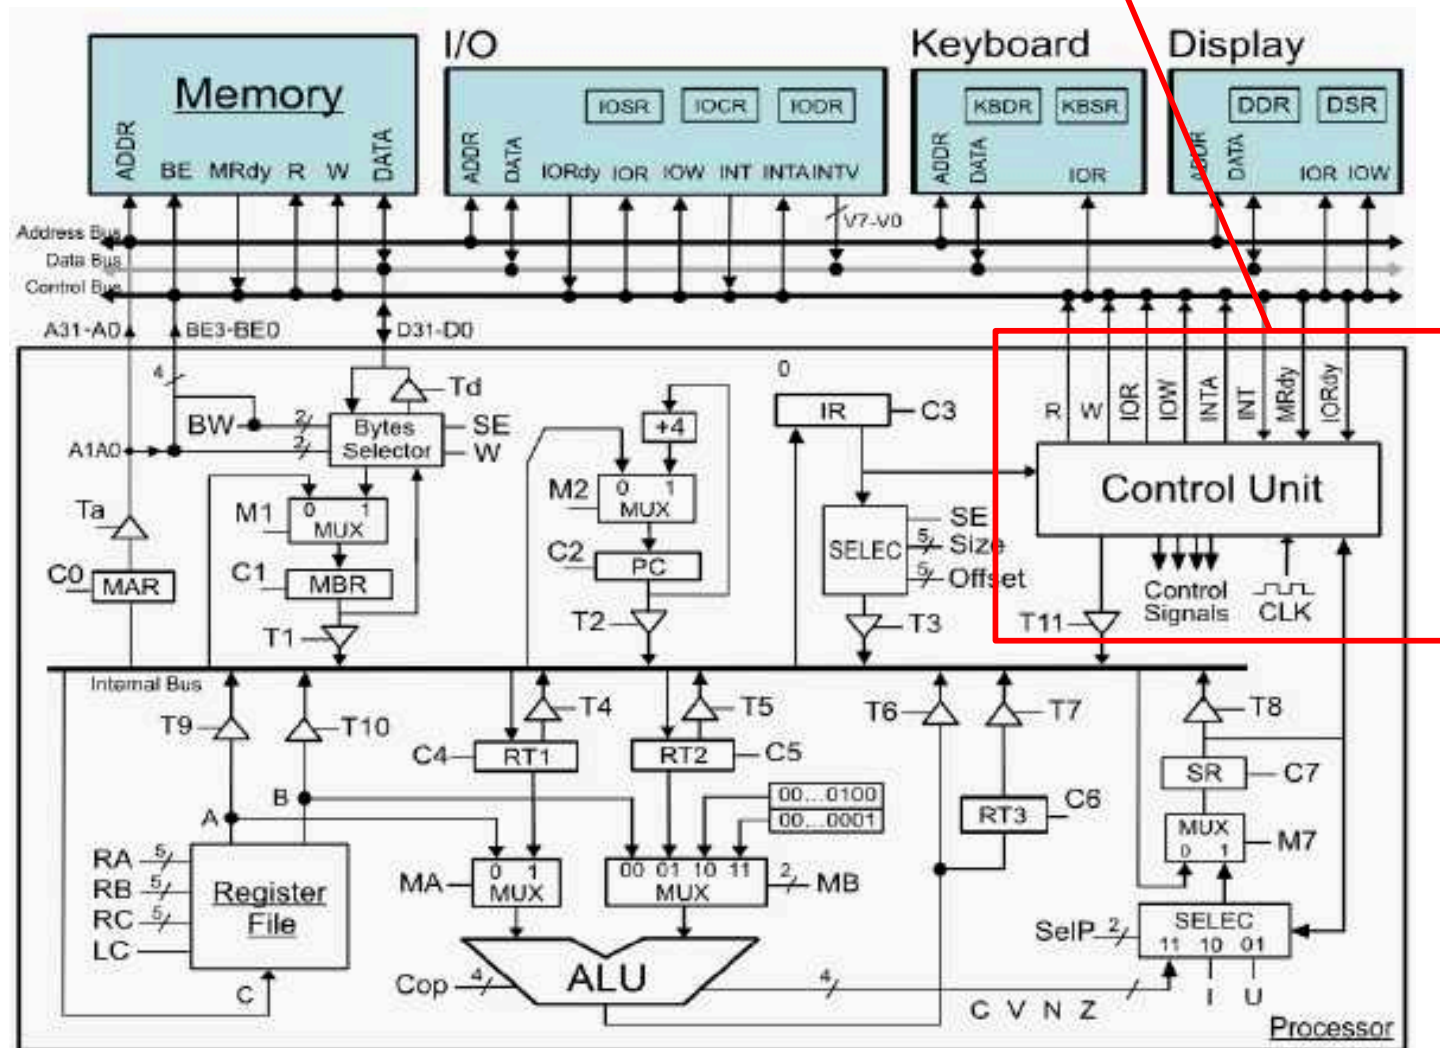 I/O Keyboard Display
Memory
IOSR IOCR IODR
KBDR KBSR
DDR DSR
ADDR BE MRdy R W DATA
ADDR DATA IORdy IOR IOW INT INTA INTV
ADDR DATA IOR
ADDR DATA IOR IOW
V7-V0
Address Bus
Data Bus
Control Bus
A31-A0 BE3-BE0 D31-D0
4
Td
0
IR C3
R W IOR IOW INTA INT MRdy IORdy
BW 2 Bytes Selector SE
A1A0 2 W
+4
M1 0 1 MUX
M2 0 1 MUX
Control Unit
Ta
SELEC SE
5 Size
5 Offset
C0 MAR
C1 MBR
C2 PC
Control Signals
CLK
T1 T2 T3 T11
Internal Bus
T9 T10 T4 T5 T6 T7 T8
C4 RT1 RT2 C5
SR C7
00...0100
00...0001
RT3 C6
A B
MUX 0 1 M7
RA 5
RB 5
RC 5
LC
Register File
MA 0 1 MUX
00 01 10 11 MUX 2 MB
SelP 2 SELEC
11 10 01
C
Cop 4 ALU 4
C V N Z
I U
Processor